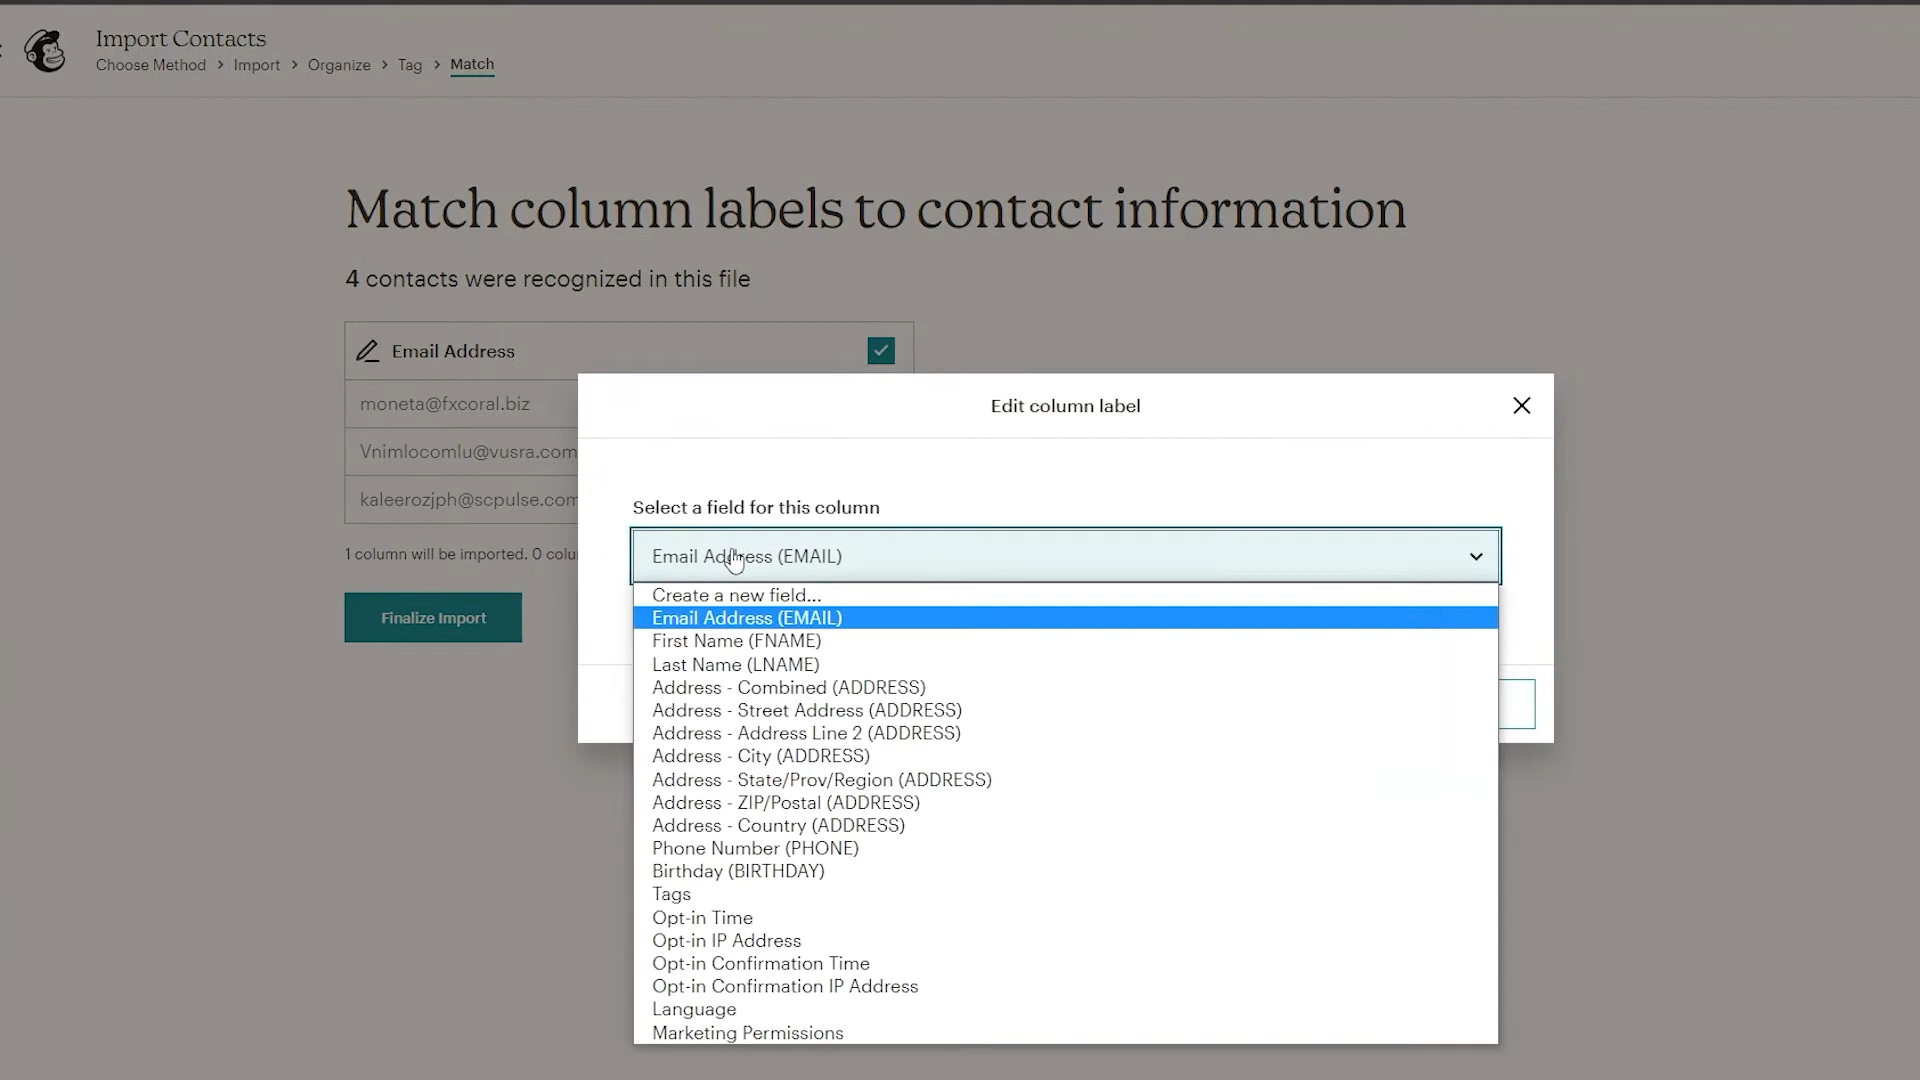 Import Contacts
Choose Method > Import > Organize > Tag > Match
Match column labels to contact information
4 contacts were recognized in this file
Email Address
moneta@fxcoral.biz
Vnimlocomlu@vusra.com
kaleerozjph@scpulse.com
1 column will be imported. 0
Finalize Import
Edit column label
Select a field for this column
Email Address (EMAIL)
Create a new field...
Email Address (EMAIL)
First Name (FNAME)
Last Name (LNAME)
Address - Combined (ADDRESS)
Address - Street Address (ADDRESS)
Address - Address Line 2 (ADDRESS)
Address - City (ADDRESS)
Address - State/Prov/Region (ADDRESS)
Address - ZIP/Postal (ADDRESS)
Address - Country (ADDRESS)
Phone Number (PHONE)
Birthday (BIRTHDAY)
Tags
Opt-in Time
Opt-in IP Address
Opt-in Confirmation Time
Opt-in Confirmation IP Address
Language
Marketing Permissions